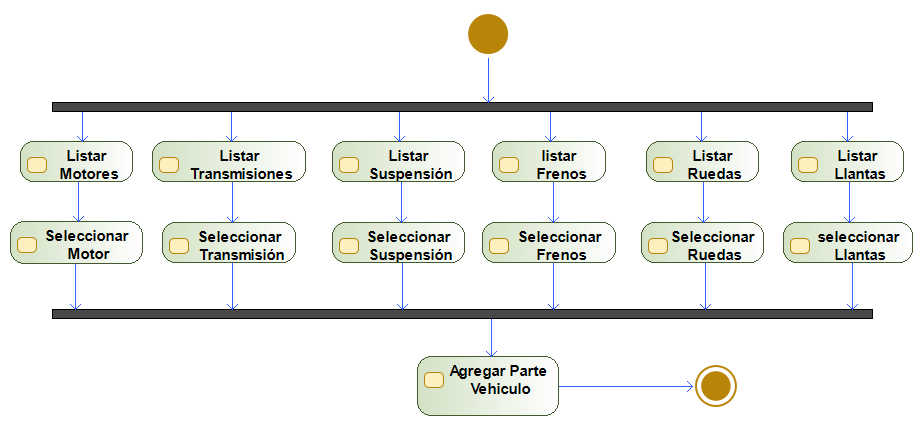 Listar
Motores
Listar
Transmisiones
Listar
Suspensión
listar
Frenos
Listar
Ruedas
Listar
Llantas
Seleccionar
Motor
Seleccionar
Transmisión
Seleccionar
Suspensión
Seleccionar
Frenos
Seleccionar
Ruedas
seleccionar
Llantas
Agregar Parte
Vehiculo